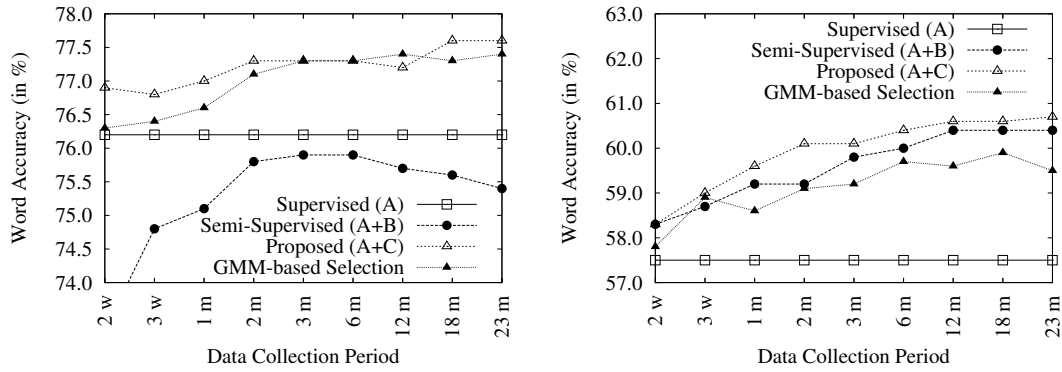 78.0
77.5
77.0
76.5
76.0
75.5
75.0
74.5
74.0
Word Accuracy (in %)
Supervised (A)
Semi-Supervised (A+B)
Proposed (A+C)
GMM-based Selection
2 w
3 w
1 m
2 m
3 m
6 m
12 m
18 m
23 m
Data Collection Period
63.0
62.0
61.0
60.0
59.0
58.0
57.0
Word Accuracy (in %)
Supervised (A)
Semi-Supervised (A+B)
Proposed (A+C)
GMM-based Selection
2 w
3 w
1 m
2 m
3 m
6 m
12 m
18 m
23 m
Data Collection Period